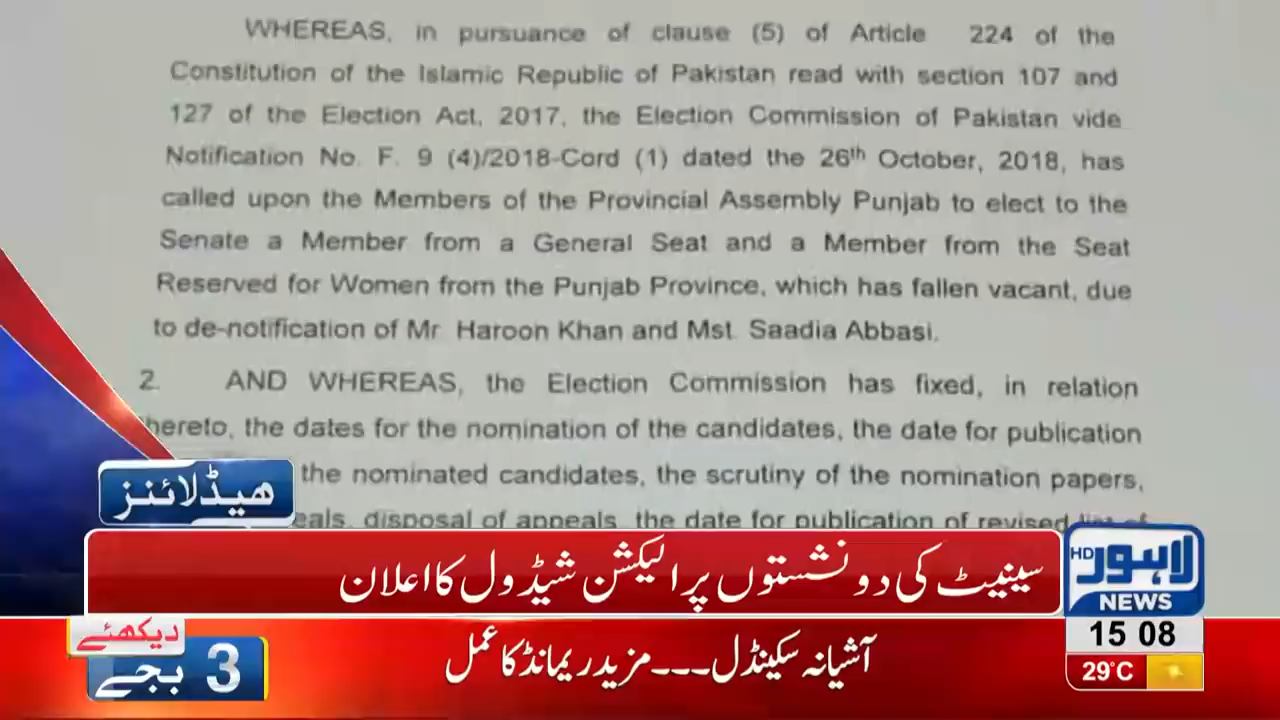 WHEREAS, in pursuance of clause (5) of Article 224 of the
Constitution of the Islamic Republic of Pakistan read with section 107 and
127 of the Election Act, 2017, the Election Commission of Pakistan vide
Notification No. F. 9 (4)/2018-Cord (1) dated the 26th October, 2018, has
called upon the Members of the Provincial Assembly Punjab to elect to the
Senate a Member from a General Seat and a Member from the Seat
Reserved for Women from the Punjab Province, which has fallen vacant, due
to de-notification of Mr. Haroon Khan and Mst. Saadia Abbasi.
2. AND WHEREAS, the Election Commission has fixed, in relation
hereto, the dates for the nomination of the candidates, the date for publication
the nominated candidates, the scrutiny of the nomination papers,
eals, disposal of appeals, the date for publication of revised list of
ھیڈلائنز
سینیٹ کی دو نشستوں پر الیکشن شیڈول کا اعلان
لاہور HD
NEWS
15 08
29°C
دیکھئے
3 بجے
آشیانہ سکینڈل۔۔۔مزید ریمانڈ کا عمل